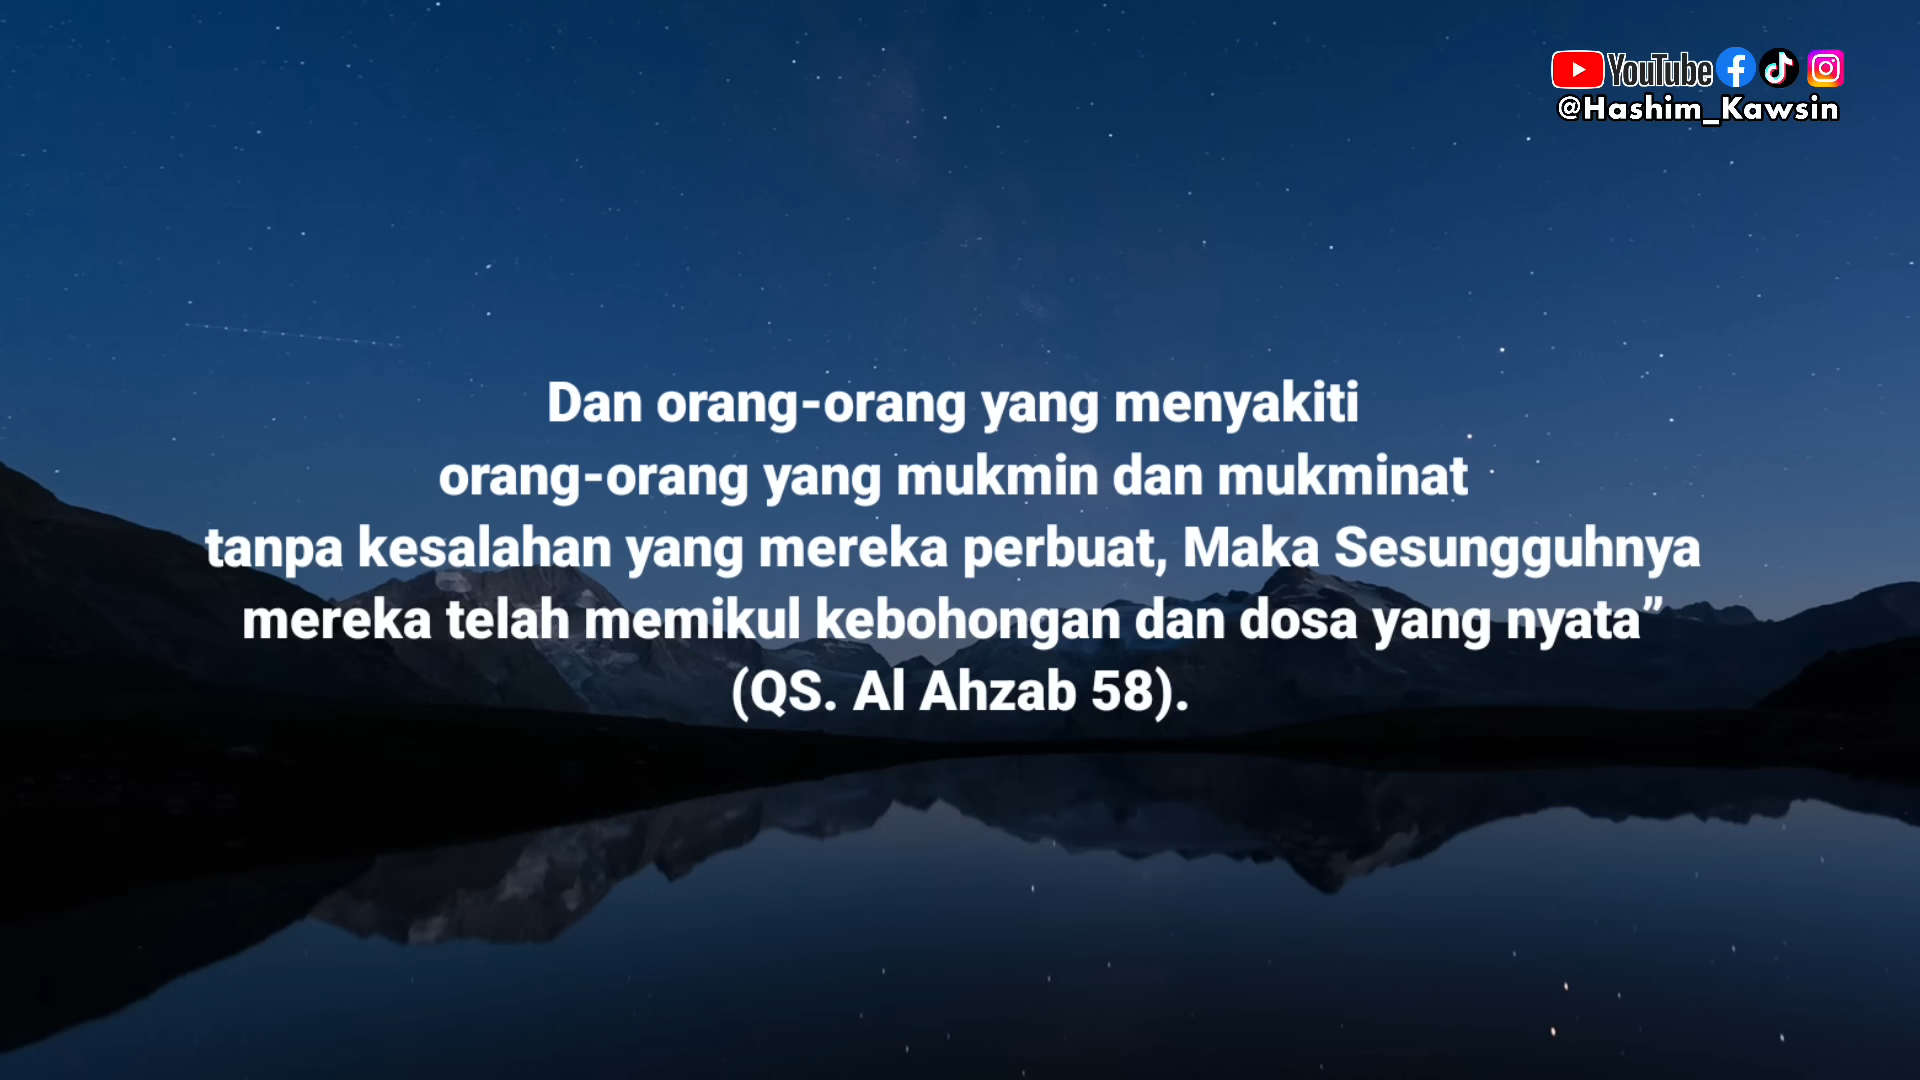 YouTube
@Hashim_Kawsin
Dan orang-orang yang menyakiti
orang-orang yang mukmin dan mukminat
tanpa kesalahan yang mereka perbuat, Maka Sesungguhnya
mereka telah memikul kebohongan dan dosa yang nyata”
(QS. Al Ahzab 58).